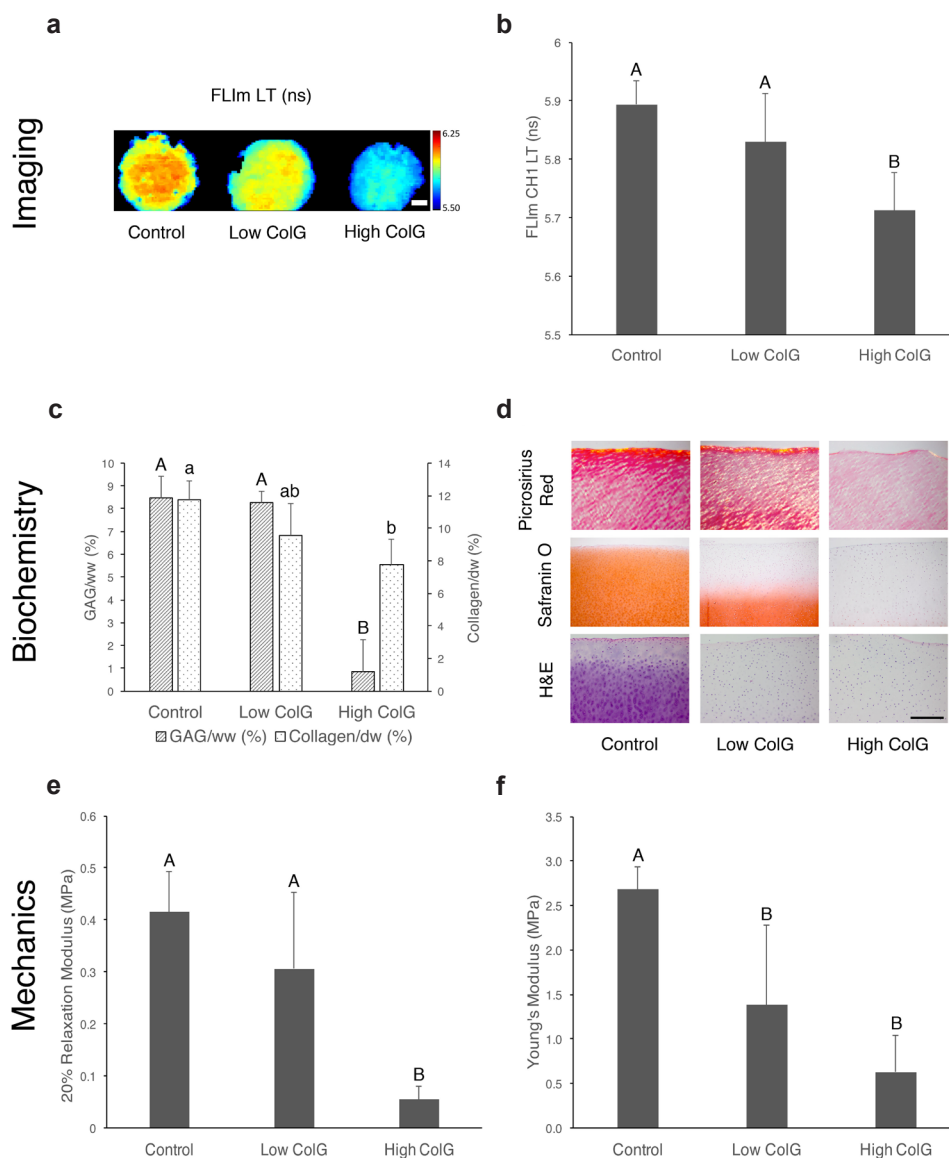 a
FLIm LT (ns)
6.25
5.50
Control
Low ColG
High ColG
Imaging
b
6
5.9
5.8
5.7
5.6
5.5
FLIm CH1 LT (ns)
A
A
B
Control
Low ColG
High ColG
c
10
9
8
7
6
5
4
3
2
1
0
GAG/ww (%)
14
12
10
8
6
4
2
0
Collagen/dw (%)
A
a
A
ab
B
b
Control
Low ColG
High ColG
GAG/ww (%)
Collagen/dw (%)
Biochemistry
d
Picrosirius
Red
Safranin O
H&E
Control
Low ColG
High ColG
e
0.6
0.5
0.4
0.3
0.2
0.1
0
20% Relaxation Modulus (MPa)
A
A
B
Control
Low ColG
High ColG
Mechanics
f
3.5
3.0
2.5
1.5
1.0
0.5
0
Young's Modulus (MPa)
A
B
B
Control
Low ColG
High ColG